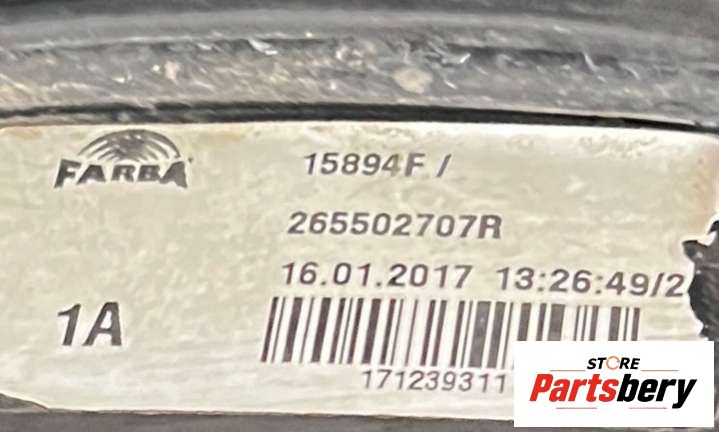 FARBA
15894F /
265502707R
16.01.2017 13:26:49/2
1A
171239311
STORE
Partsbery